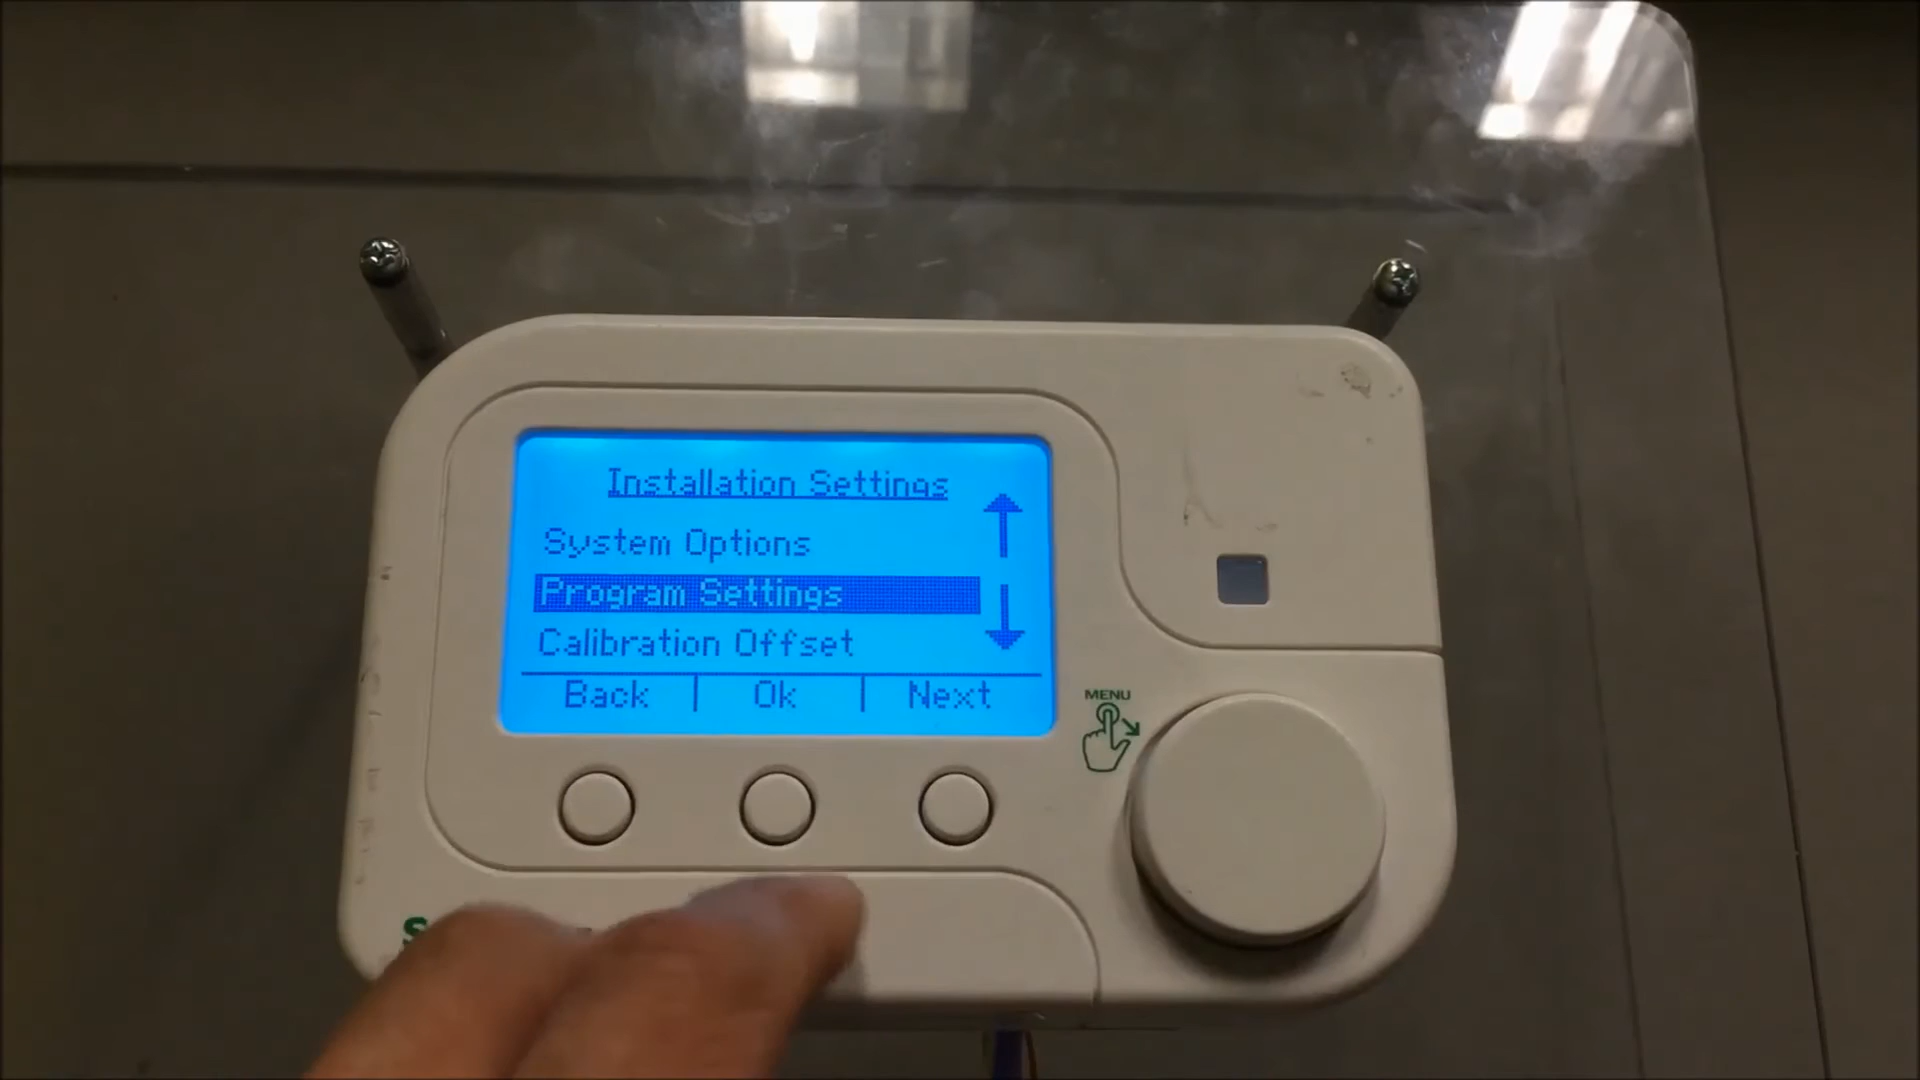 Installation Settings
System Options
Program Settings
Calibration Offset
Back Ok Next
MENU